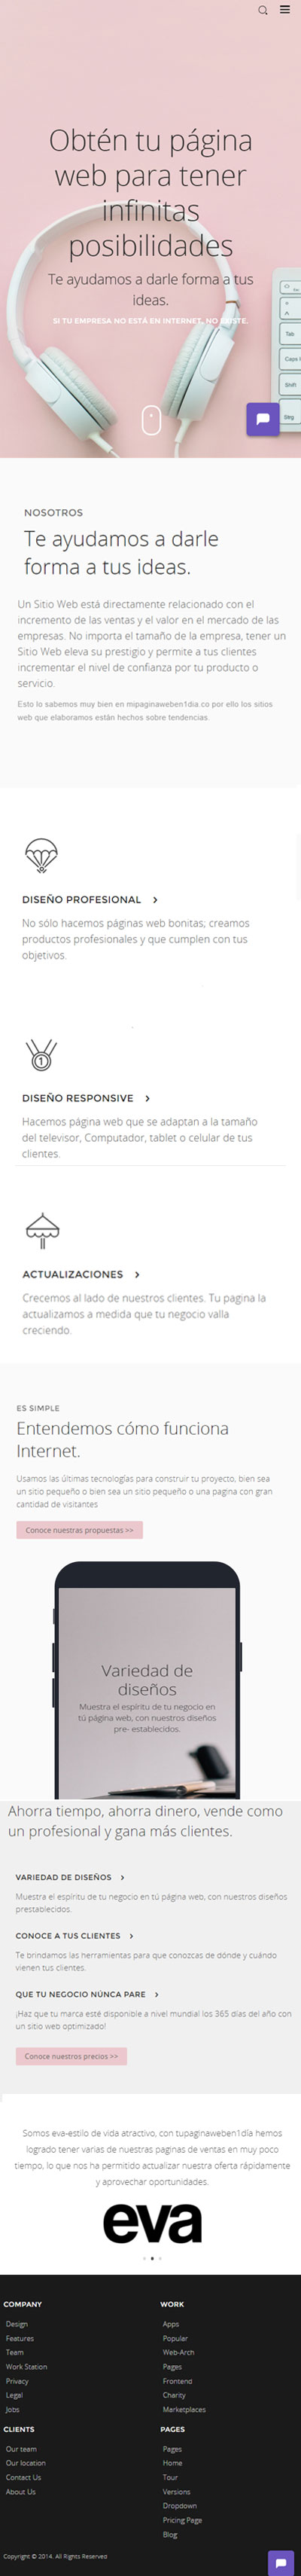 Obtén tu página
web para tener
infinitas
posibilidades
Te ayudamos a darle forma a tus
ideas.
SI TU EMPRESA NO ESTÁ EN INTERNET, NO EXISTE.
Tab
Caps
Shift
Strg
NOSOTROS
Te ayudamos a darle
forma a tus ideas.
Un Sitio Web está directamente relacionado con el
incremento de las ventas y el valor en el mercado de las
empresas. No importa el tamaño de la empresa, tener un
Sitio Web eleva su prestigio y permite a tus clientes
incrementar el nivel de confianza por tu producto o
servicio.
Esto lo sabemos muy bien en mipaginaweben1dia.co por ello los sitios
web que elaboramos están hechos sobre tendencias.
DISEÑO PROFESIONAL >
No sólo hacemos páginas web bonitas; creamos
productos profesionales y que cumplen con tus
objetivos.
1
DISEÑO RESPONSIVE >
Hacemos página web que se adaptan a la tamaño
del televisor, Computador, tablet o celular de tus
clientes.
ACTUALIZACIONES >
Crecemos al lado de nuestros clientes. Tu pagina la
actualizamos a medida que tu negocio valla
creciendo.
ES SIMPLE
Entendemos cómo funciona
Internet.
Usamos las últimas tecnologías para construir tu proyecto, bien sea
un sitio pequeño o bien sea un sitio pequeño o una pagina con gran
cantidad de visitantes
Conoce nuestras propuestas >>
Variedad de
diseños
Muestra el espíritu de tu negocio en
tú página web, con nuestros diseños
pre- establecidos.
Ahorra tiempo, ahorra dinero, vende como
un profesional y gana más clientes.
VARIEDAD DE DISEÑOS >
Muestra el espíritu de tu negocio en tú página web, con nuestros diseños
prestablecidos.
CONOCE A TUS CLIENTES >
Te brindamos las herramientas para que conozcas de dónde y cuándo
vienen tus clientes.
QUE TU NEGOCIO NÚNCA PARE >
¡Haz que tu marca esté disponible a nivel mundial los 365 días del año con
un sitio web optimizado!
Conoce nuestros precios >>
Somos eva-estilo de vida atractivo, con tupaginaweben1día hemos
logrado tener varias de nuestras paginas de ventas en muy poco
tiempo, lo que nos ha permitido actualizar nuestra oferta rápidamente
y aprovechar oportunidades.
eva
COMPANY
Design
Features
Team
Work Station
Privacy
Legal
Jobs
WORK
Apps
Popular
Web-Arch
Pages
Frontend
Charity
Marketplaces
CLIENTS
Our team
Our location
Contact Us
About Us
PAGES
Pages
Home
Tour
Versions
Dropdown
Pricing Page
Blog
Copyright © 2014. All Rights Reserved